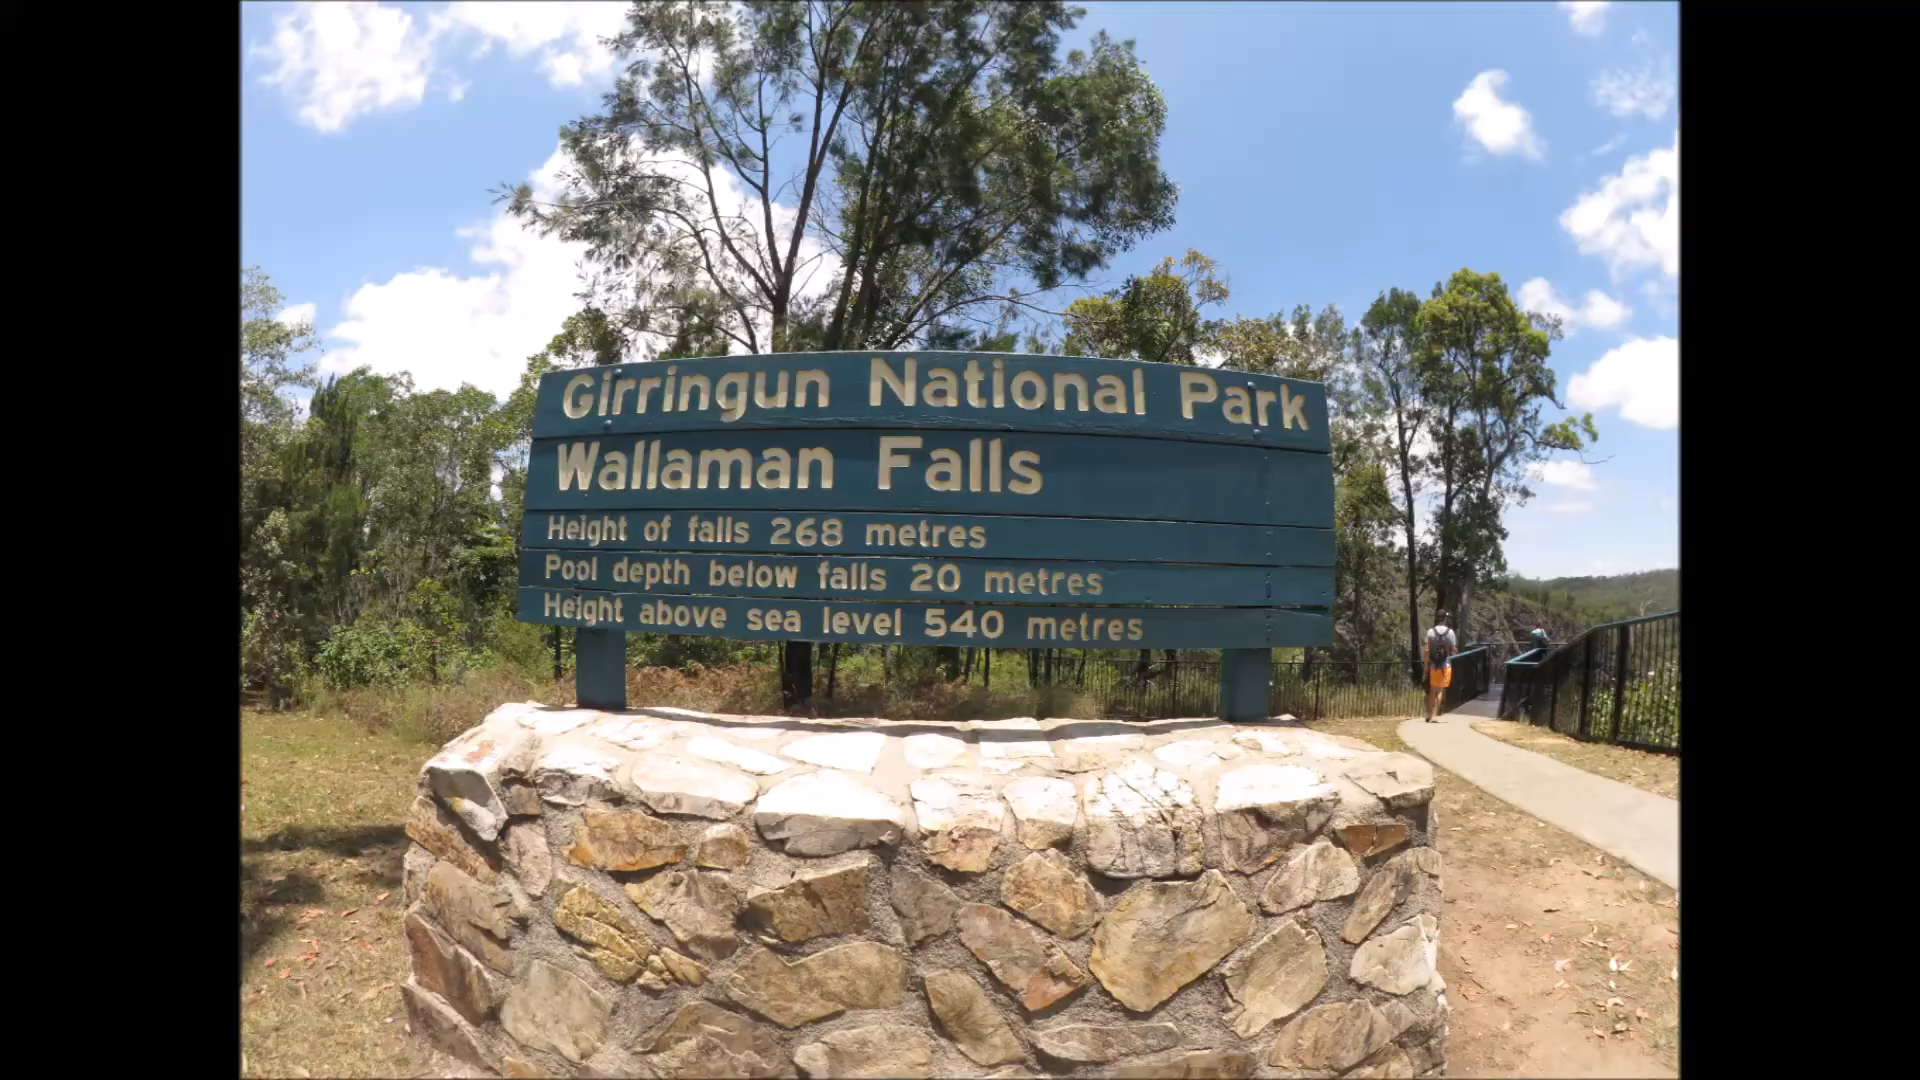 Girringun National Park
Wallaman Falls
Height of falls 268 metres
Pool depth below falls 20 metres
Height above sea level 540 metres